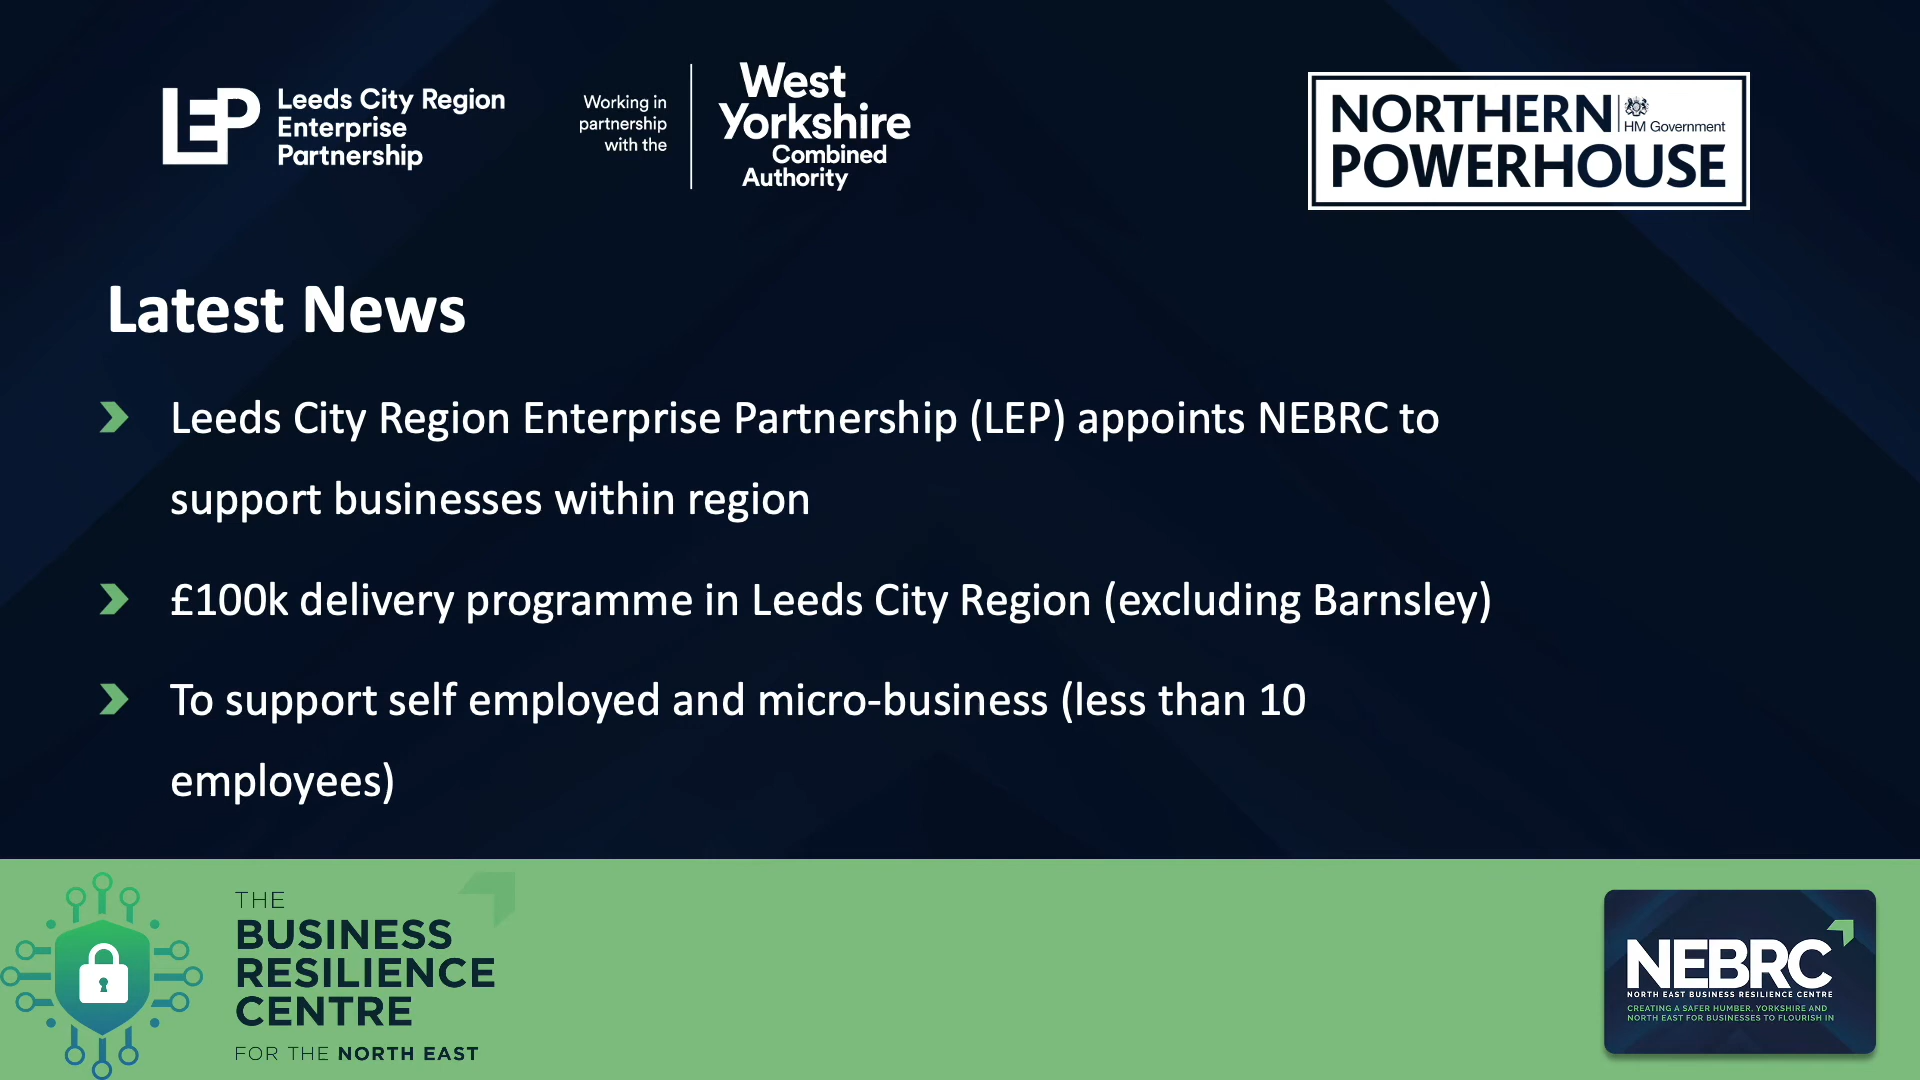 LEP
Leeds City Region
Enterprise
Partnership
Working in
partnership
with the
West
Yorkshire
Combined
Authority
NORTHERN
HM Government
POWERHOUSE
Latest News
Leeds City Region Enterprise Partnership (LEP) appoints NEBRC to
support businesses within region
£100k delivery programme in Leeds City Region (excluding Barnsley)
To support self employed and micro-business (less than 10
employees)
THE
BUSINESS
RESILIENCE
CENTRE
FOR THE NORTH EAST
NEBRC
NORTH EAST BUSINESS RESILIENCE CENTRE
CREATING A SAFER HUMBER, YORKSHIRE AND
NORTH EAST FOR BUSINESSES TO FLOURISH IN